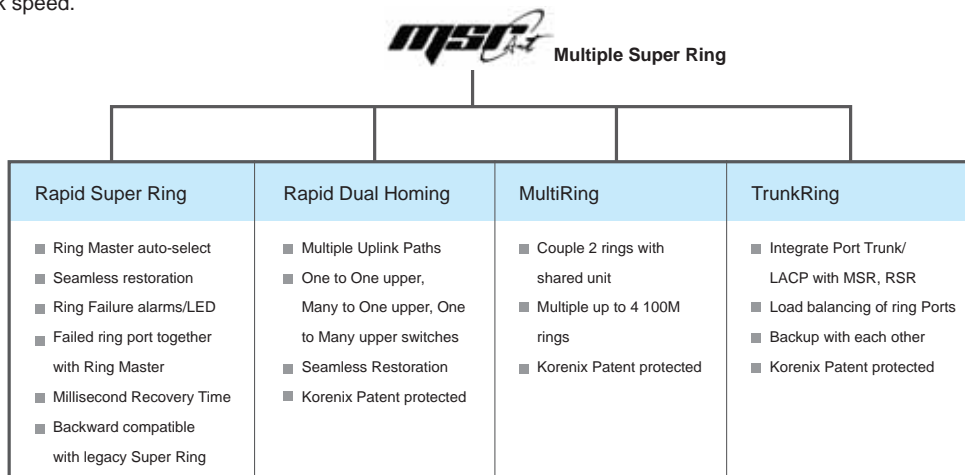 k speed.
msr Multiple Super Ring
Rapid Super Ring
Ring Master auto-select
Seamless restoration
Ring Failure alarms/LED
Failed ring port together
with Ring Master
Millisecond Recovery Time
Backward compatible
with legacy Super Ring
Rapid Dual Homing
Multiple Uplink Paths
One to One upper,
Many to One upper, One
to Many upper switches
Seamless Restoration
Korenix Patent protected
MultiRing
Couple 2 rings with
shared unit
Multiple up to 4 100M
rings
Korenix Patent protected
TrunkRing
Integrate Port Trunk/
LACP with MSR, RSR
Load balancing of ring Ports
Backup with each other
Korenix Patent protected